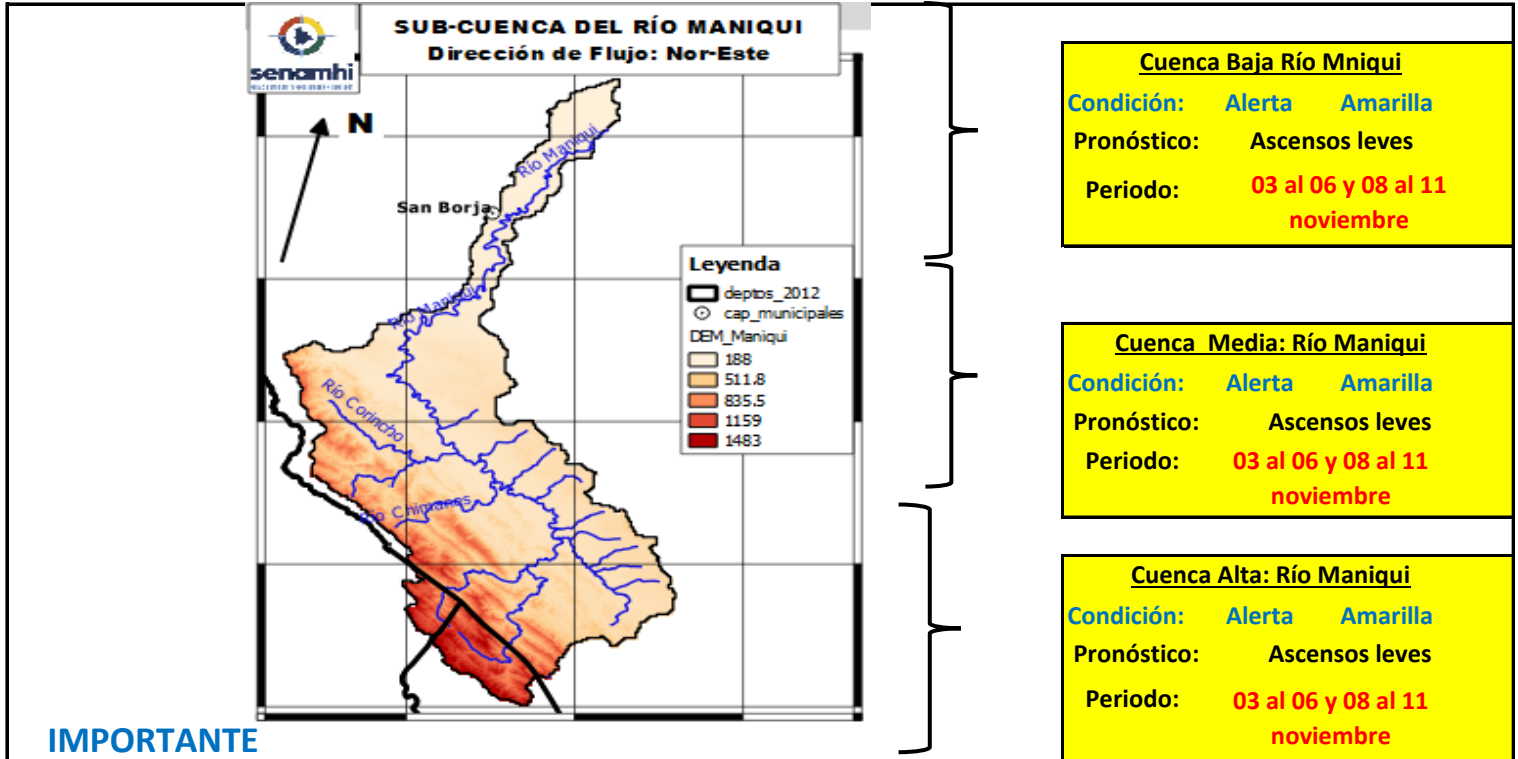 SUB-CUENCA DEL RÍO MANIQUI
Dirección de Flujo: Nor-Este
senamhi
N
Río Maniqui
San Borja
Río Maniqui
Río Corincho
Río Chimanes
Leyenda
deptos_2012
cap_municipales
DEM_Maniqui
188
511.8
835.5
1159
1483
Cuenca Baja Río Mniqui
Condición: Alerta Amarilla
Pronóstico: Ascensos leves
Periodo: 03 al 06 y 08 al 11
noviembre
Cuenca Media: Río Maniqui
Condición: Alerta Amarilla
Pronóstico: Ascensos leves
Periodo: 03 al 06 y 08 al 11
noviembre
Cuenca Alta: Río Maniqui
Condición: Alerta Amarilla
Pronóstico: Ascensos leves
Periodo: 03 al 06 y 08 al 11
noviembre
IMPORTANTE